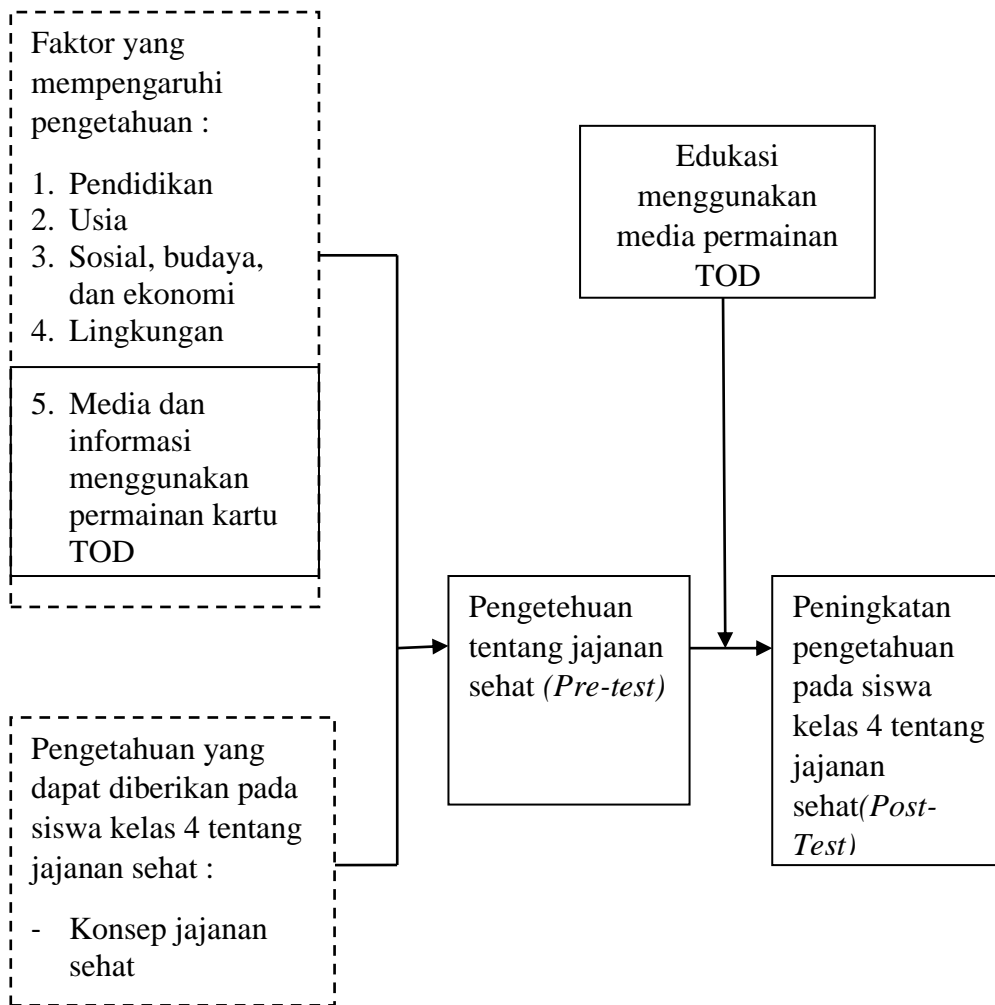 Faktor yang
mempengaruhi
pengetahuan :
1. Pendidikan
2. Usia
3. Sosial, budaya,
dan ekonomi
4. Lingkungan
5. Media dan
informasi
menggunakan
permainan kartu
TOD
Edukasi
menggunakan
media permainan
TOD
Pengetehuan
tentang jajanan
sehat (Pre-test)
Peningkatan
pengetahuan
pada siswa
kelas 4 tentang
jajanan
sehat(Post-
Test)
Pengetahuan yang
dapat diberikan pada
siswa kelas 4 tentang
jajanan sehat :
- Konsep jajanan
sehat